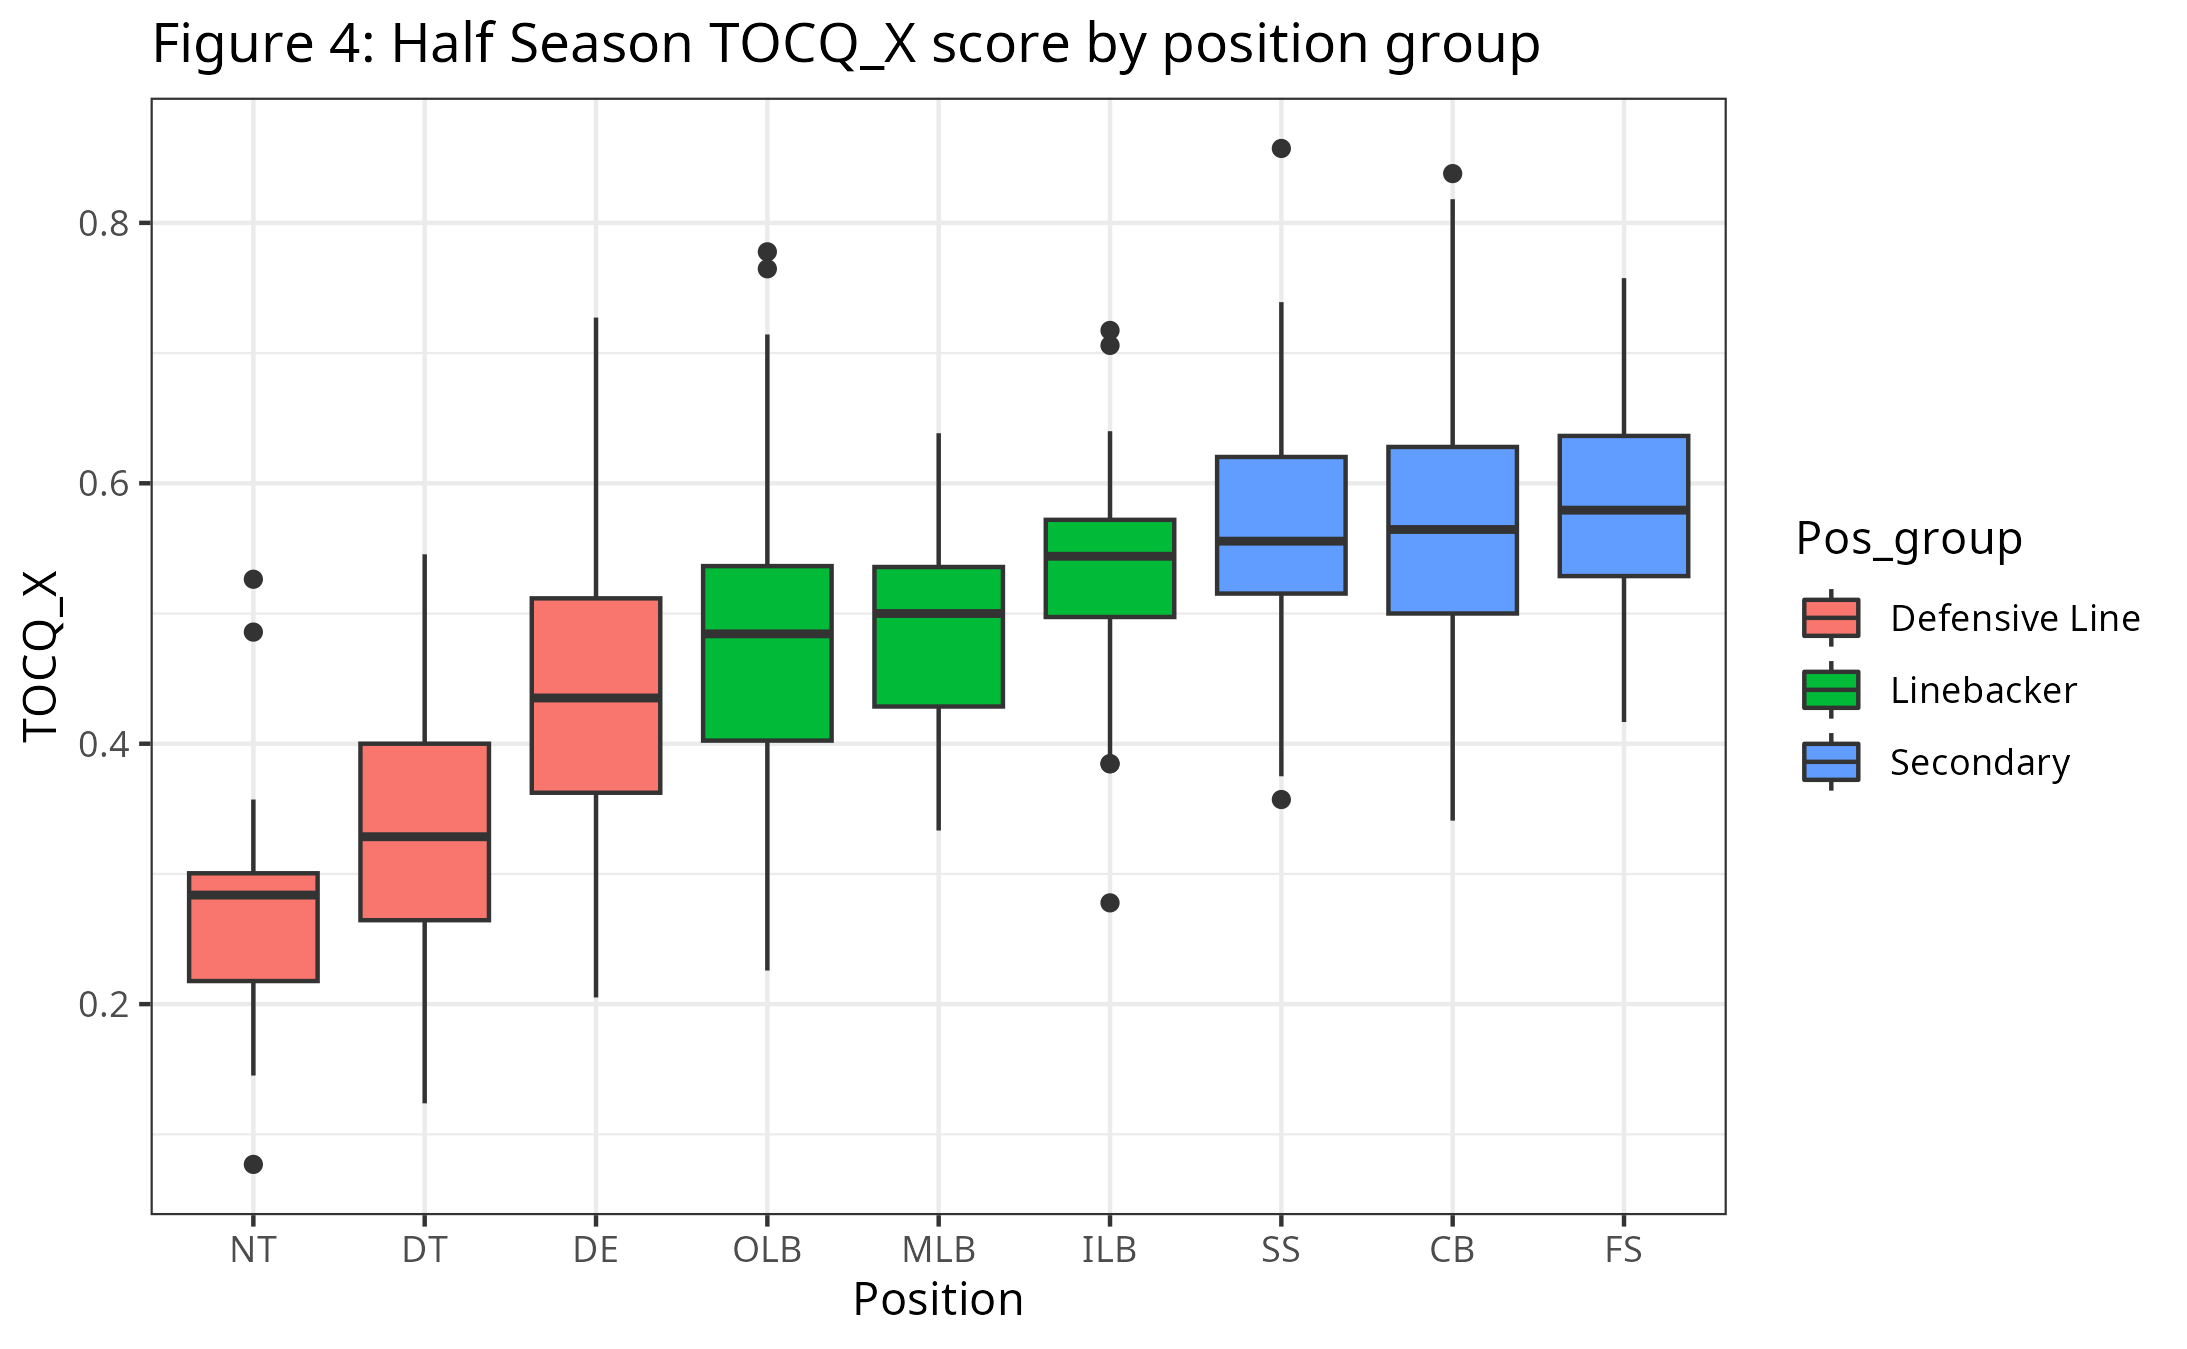 Figure 4: Half Season TOCQ_X score by position group
TOCQ_X
0.8
0.6
0.4
0.2
NT DT DE OLB MLB ILB SS CB FS
Position
Pos_group
Defensive Line
Linebacker
Secondary